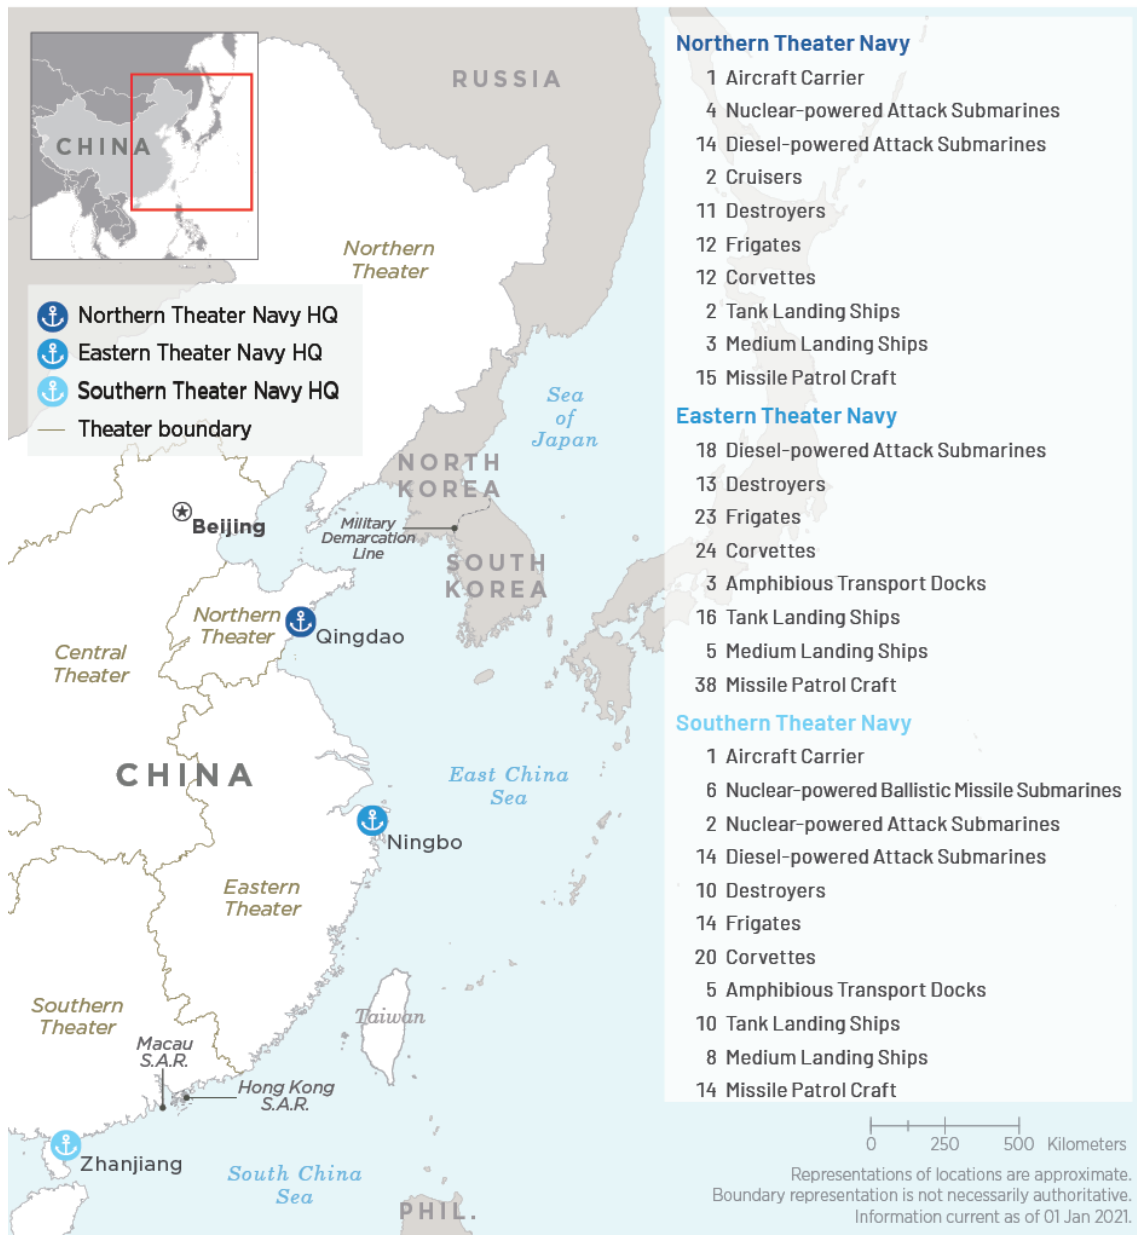 RUSSIA
CHINA
Northern
Theater
Northern Theater Navy HQ
Eastern Theater Navy HQ
Southern Theater Navy HQ
Theater boundary
Sea
of
Japan
NORTH
KOREA
Beijing
Military
Demarcation
Line
SOUTH
KOREA
Northern
Theater
Qingdao
Central
Theater
CHINA
East China
Sea
Ningbo
Eastern
Theater
Southern
Theater
Taiwan
Macau
S.A.R.
Hong Kong
S.A.R.
Zhanjiang
South China
Sea
PHIL.
Northern Theater Navy
1 Aircraft Carrier
4 Nuclear-powered Attack Submarines
14 Diesel-powered Attack Submarines
2 Cruisers
11 Destroyers
12 Frigates
12 Corvettes
2 Tank Landing Ships
3 Medium Landing Ships
15 Missile Patrol Craft
Eastern Theater Navy
18 Diesel-powered Attack Submarines
13 Destroyers
23 Frigates
24 Corvettes
3 Amphibious Transport Docks
16 Tank Landing Ships
5 Medium Landing Ships
38 Missile Patrol Craft
Southern Theater Navy
1 Aircraft Carrier
6 Nuclear-powered Ballistic Missile Submarines
2 Nuclear-powered Attack Submarines
14 Diesel-powered Attack Submarines
10 Destroyers
14 Frigates
20 Corvettes
5 Amphibious Transport Docks
10 Tank Landing Ships
8 Medium Landing Ships
14 Missile Patrol Craft
0 250 500 Kilometers
Representations of locations are approximate.
Boundary representation is not necessarily authoritative.
Information current as of 01 Jan 2021.